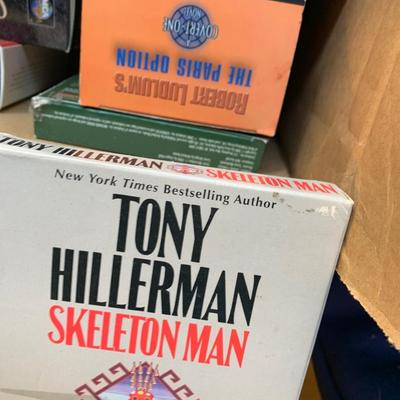 COVERT-ONE
NOVEL
ROBERT LUDLUM'S
THE PARIS OPTION
TONY HILLERMAN SKELETON MAN
New York Times Bestselling Author
TONY
HILLERMAN
SKELETON MAN